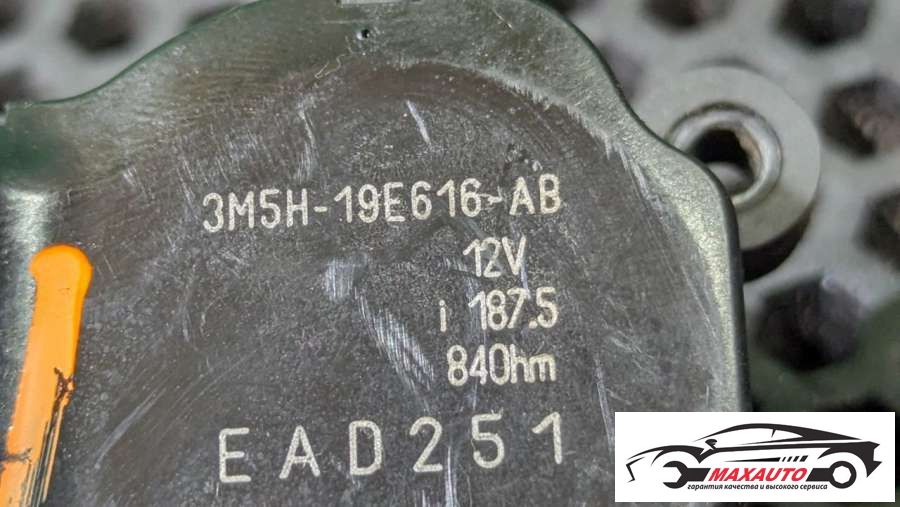 3M5H-19E616-AB
12V
i 187.5
84Ohm
EAD251
MAXAUTO
гарантия качества и высокого сервиса